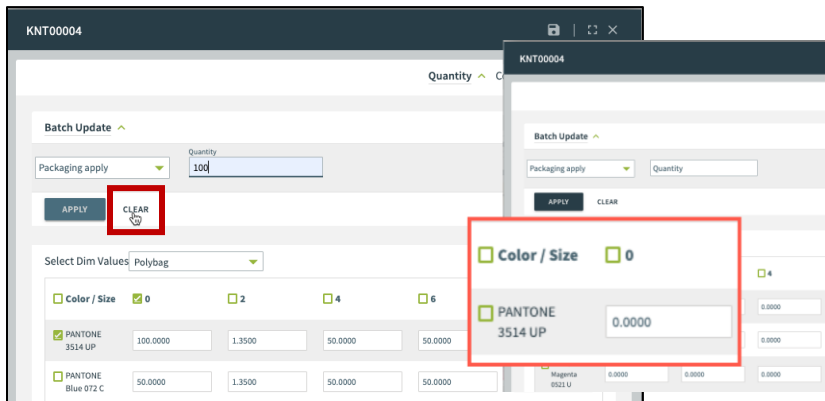 KNT00004
Quantity C
Batch Update
Packaging apply
Quantity
100
APPLY
CLEAR
Select Dim Values Polybag
Color / Size 0 2 4 6
PANTONE
3514 UP
100.0000 1.3500 50.0000 50.0000
PANTONE
Blue 072 C
50.0000 1.3500 50.0000 50.0000
KNT00004
Batch Update
Packaging apply Quantity
APPLY CLEAR
4
Color / Size 0
PANTONE
3514 UP
0.0000
0.0000
0.0000
Magenta
0521 U
0.0000 0.0000 0.0000